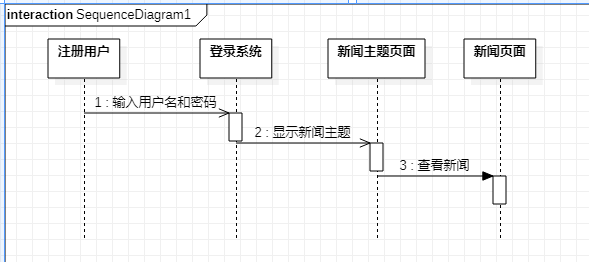 interaction SequenceDiagram1
注册用户
登录系统
新闻主题页面
新闻页面
1 : 输入用户名和密码
2 : 显示新闻主题
3 : 查看新闻